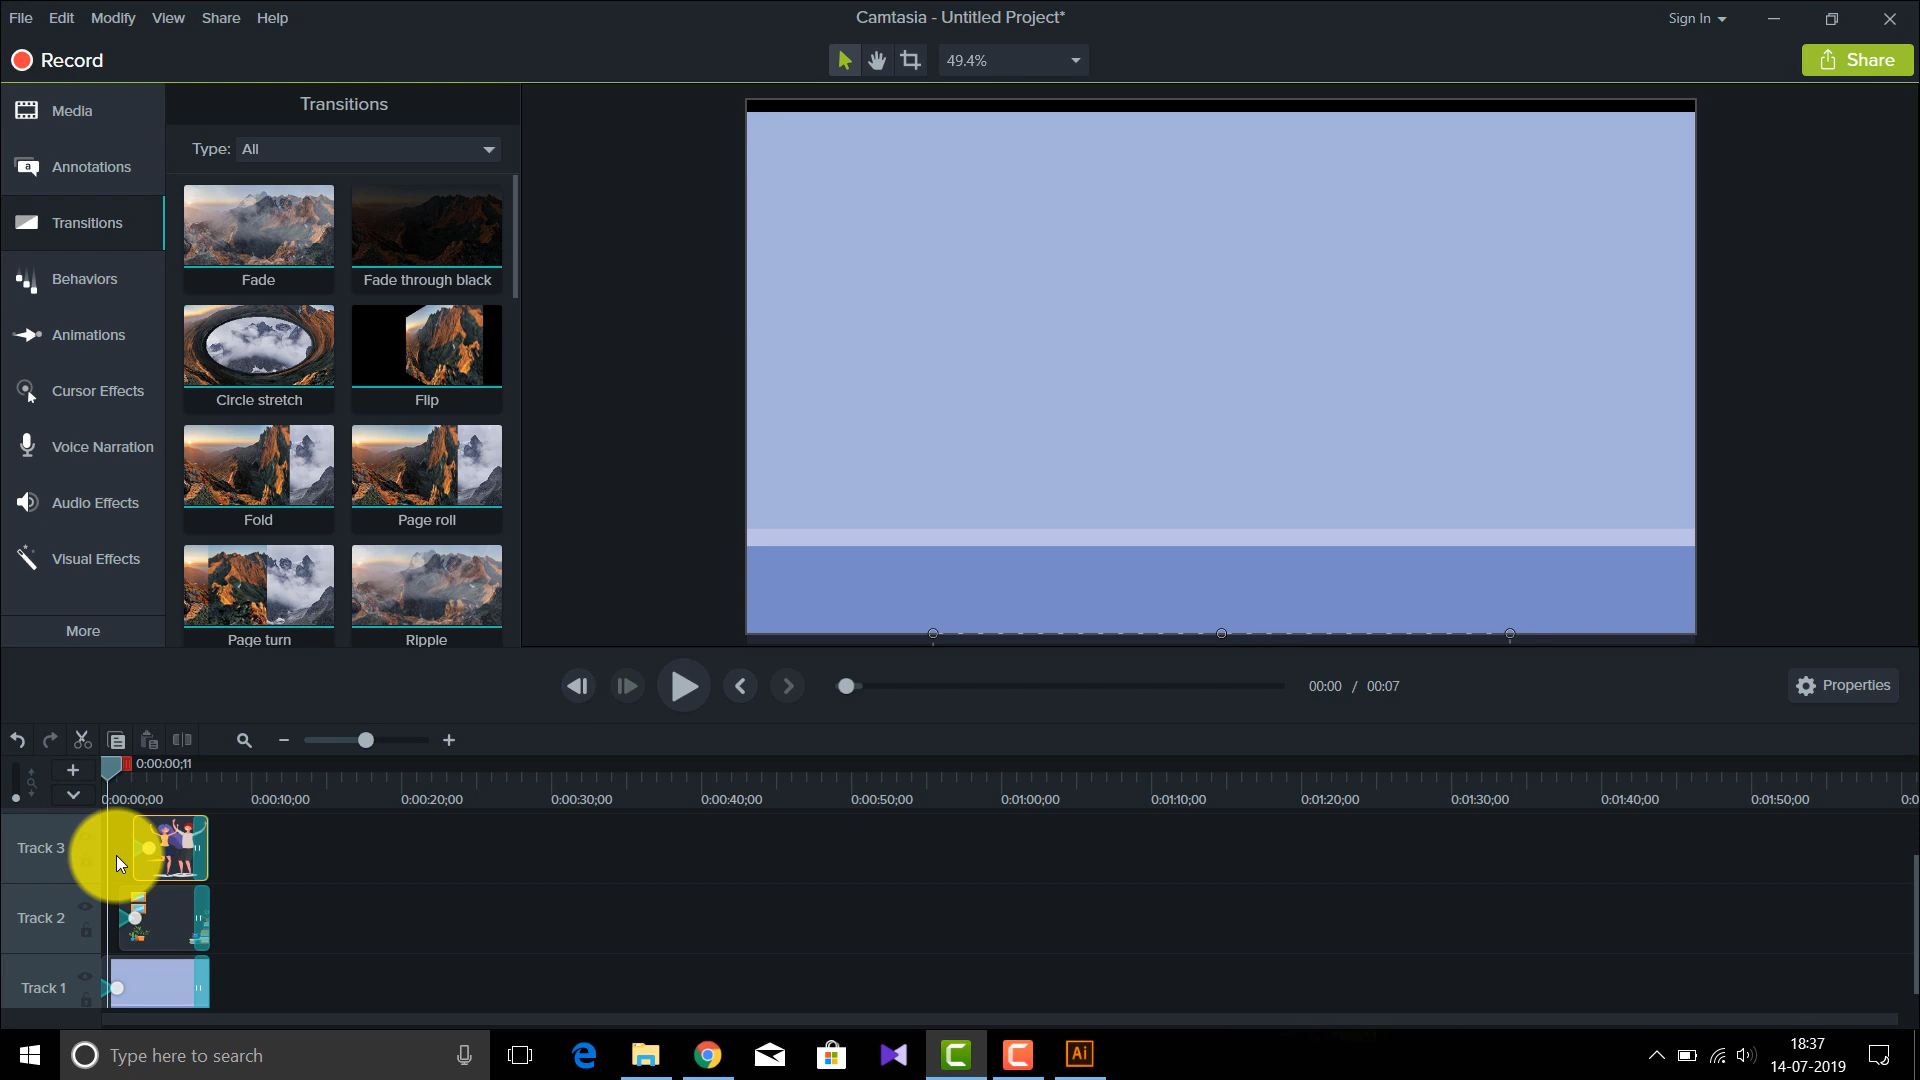 File Edit Modify View Share Help
Camtasia - Untitled Project*
Sign In
Record
49.4%
Share
Media
Annotations
Transitions
Behaviors
Animations
Cursor Effects
Voice Narration
Audio Effects
Visual Effects
More
Transitions
Type: All
Fade
Fade through black
Circle stretch
Flip
Fold
Page roll
Page turn
Ripple
00:00 / 00:07
Properties
0:00:00;11
0:00:00;00 0:00:10;00 0:00:20;00 0:00:30;00 0:00:40;00 0:00:50;00 0:01:00;00 0:01:10;00 0:01:20;00 0:01:30;00 0:01:40;00 0:01:50;00 0:0
Track 3
Track 2
Track 1
Type here to search
Ai
18:37
14-07-2019